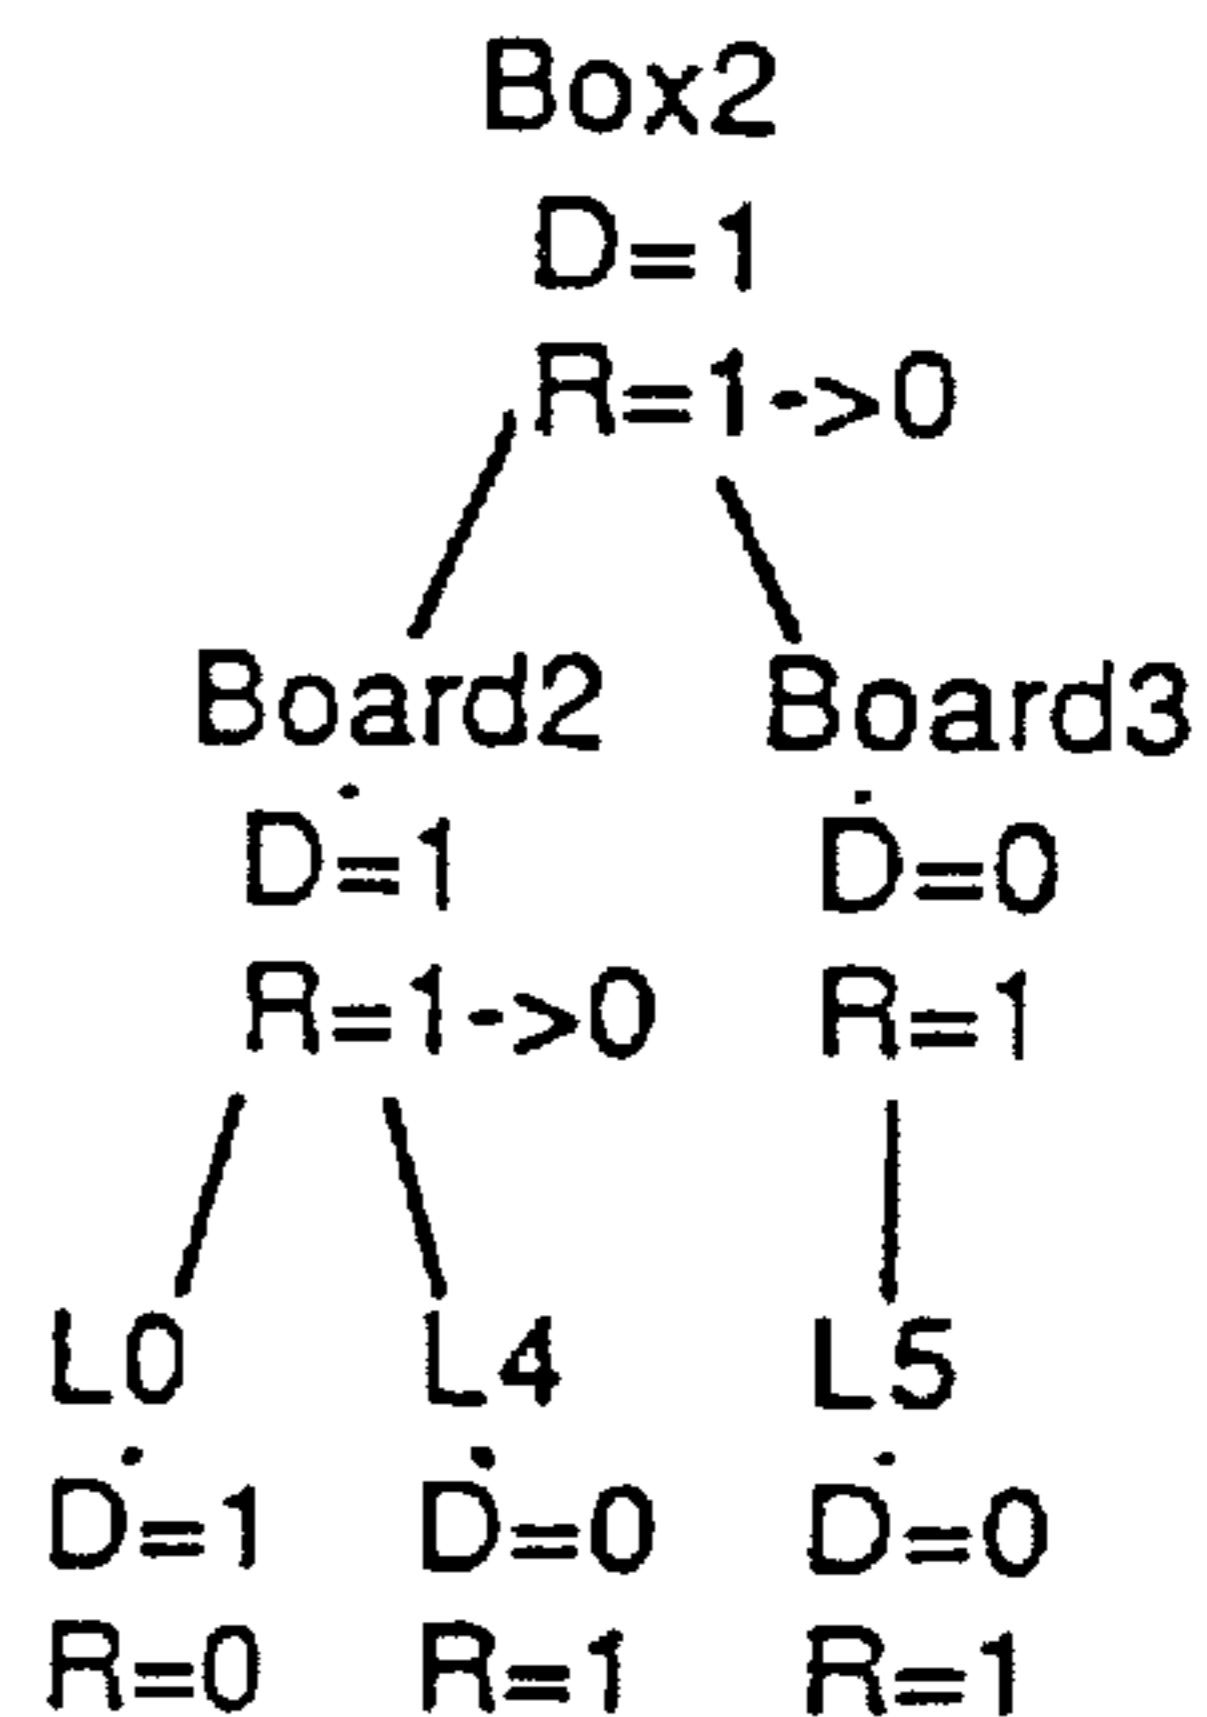 Box2
D=1
R=1->0
Board2 Board3
D=1 D=0
R=1->0 R=1
L0 L4 L5
D=1 D=0 D=0
R=0 R=1 R=1